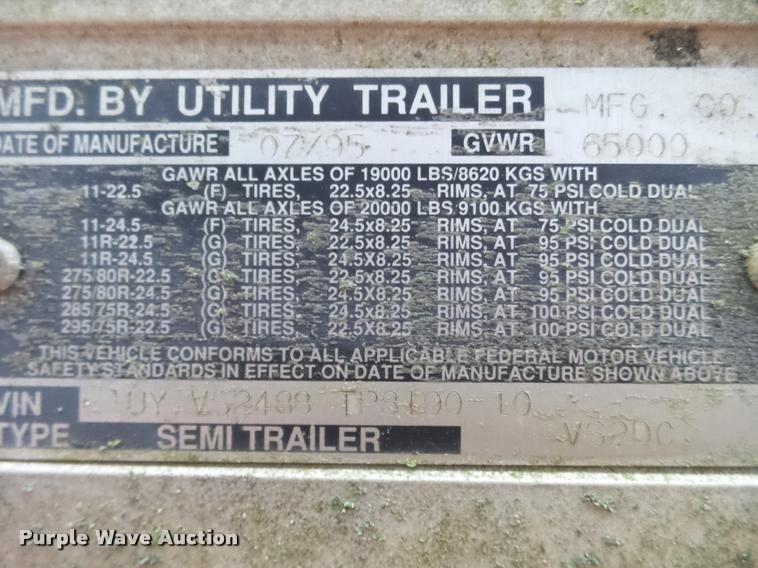 MFD. BY UTILITY TRAILER MFG. CO.
DATE OF MANUFACTURE 07/95 GVWR 65000
GAWR ALL AXLES OF 19000 LBS/8620 KGS WITH
11-22.5 (F) TIRES, 22.5x8.25 RIMS, AT 75 PSI COLD DUAL
GAWR ALL AXLES OF 20000 LBS/9100 KGS WITH
11-24.5 (F) TIRES, 24.5x8.25 RIMS, AT 75 PSI COLD DUAL
11R-22.5 (G) TIRES, 22.5x8.25 RIMS, AT 95 PSI COLD DUAL
11R-24.5 (G) TIRES, 24.5x8.25 RIMS, AT 95 PSI COLD DUAL
275/80R-22.5 (G) TIRES, 22.5X8.25 RIMS, AT 95 PSI COLD DUAL
275/80R-24.5 (G) TIRES, 24.5X8.25 RIMS, AT 95 PSI COLD DUAL
285/75R-24.5 (G) TIRES, 24.5X8.25 RIMS, AT 100 PSI COLD DUAL
295/75R-22.5 (G) TIRES, 22.5X8.25 RIMS, AT 100 PSI COLD DUAL
THIS VEHICLE CONFORMS TO ALL APPLICABLE FEDERAL MOTOR VEHICLE
SAFETY STANDARDS IN EFFECT ON DATE OF MANUFACTURE SHOWN ABOVE
VIN 1UY VS2488 10
TYPE SEMI TRAILER VS2DC
Purple Wave Auction